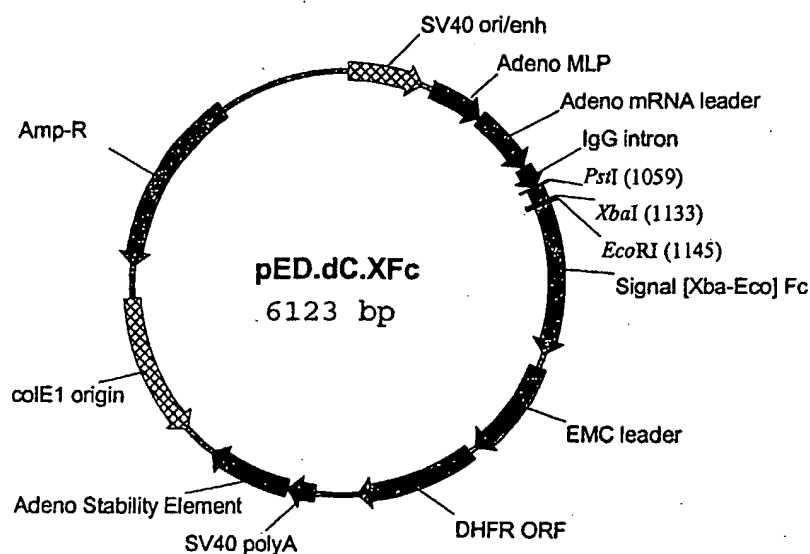 SV40 ori/enh
Adeno MLP
Adeno mRNA leader
IgG intron
PstI (1059)
XbaI (1133)
EcoRI (1145)
Signal [Xba-Eco] Fc
EMC leader
DHFR ORF
SV40 polyA
Adeno Stability Element
colE1 origin
Amp-R
pED.dC.XFc
6123 bp